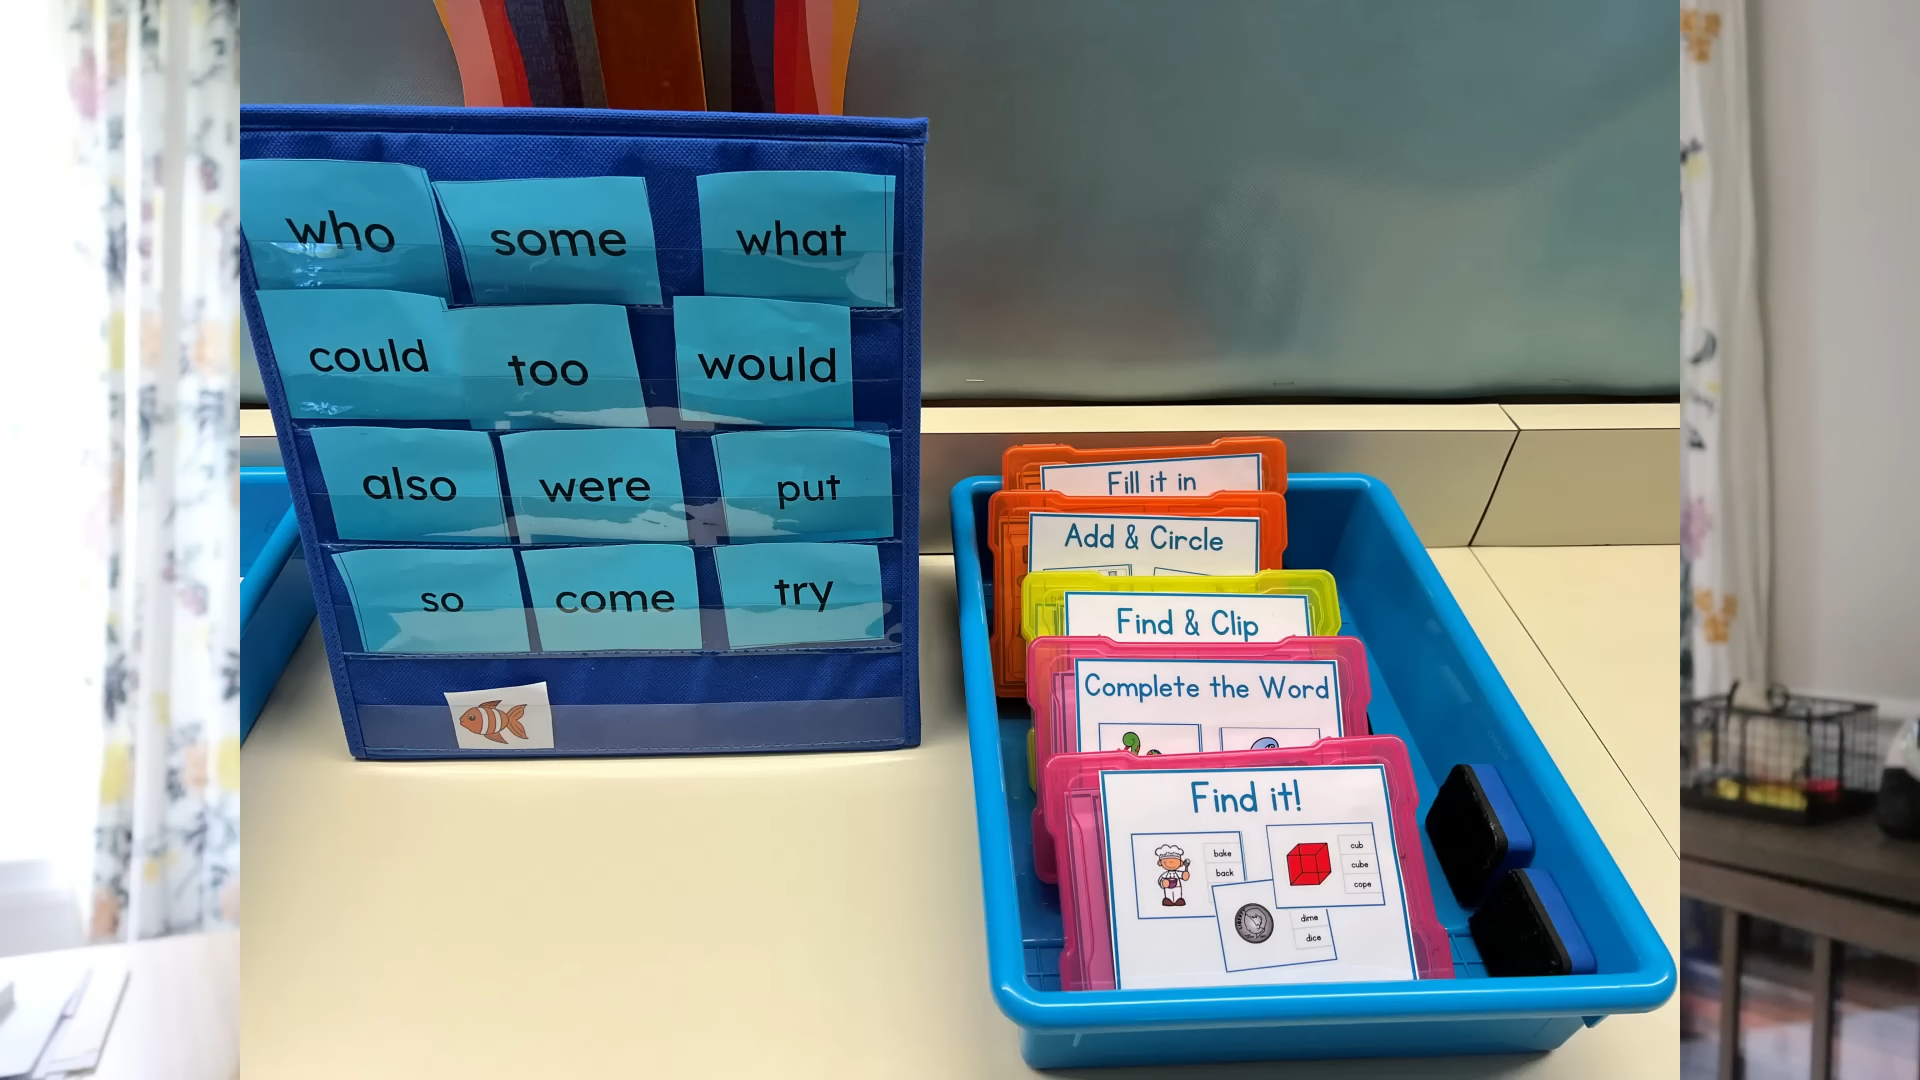 who some what
could too would
also were put
so come try
Fill it in
Add & Circle
Find & Clip
Complete the Word
Find it!
bake
back
cub
cube
cope
dime
dice